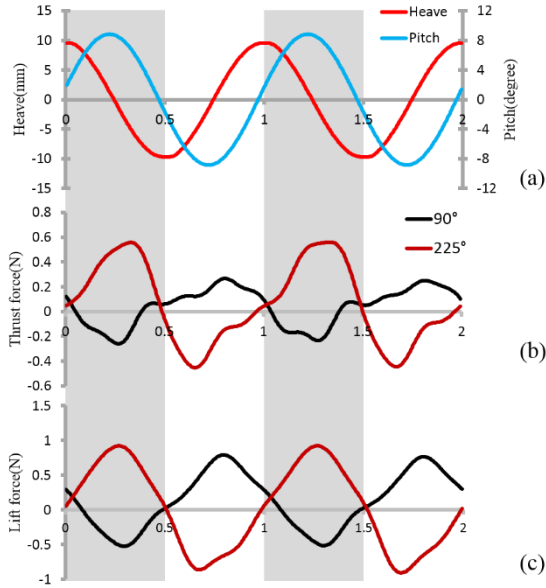 15
10
5
0
-5
-10
-15
Heave(mm)
Heave
Pitch
12
8
4
0
-4
-8
-12
Pitch(degree)
0 0.5 1 1.5 2
(a)
0.8
0.6
0.4
0.2
0
-0.2
-0.4
-0.6
Thrust force(N)
90°
225°
0 0.5 1 1.5 2
(b)
1.5
1
0.5
0
-0.5
-1
Lift force(N)
0 0.5 1 1.5 2
(c)